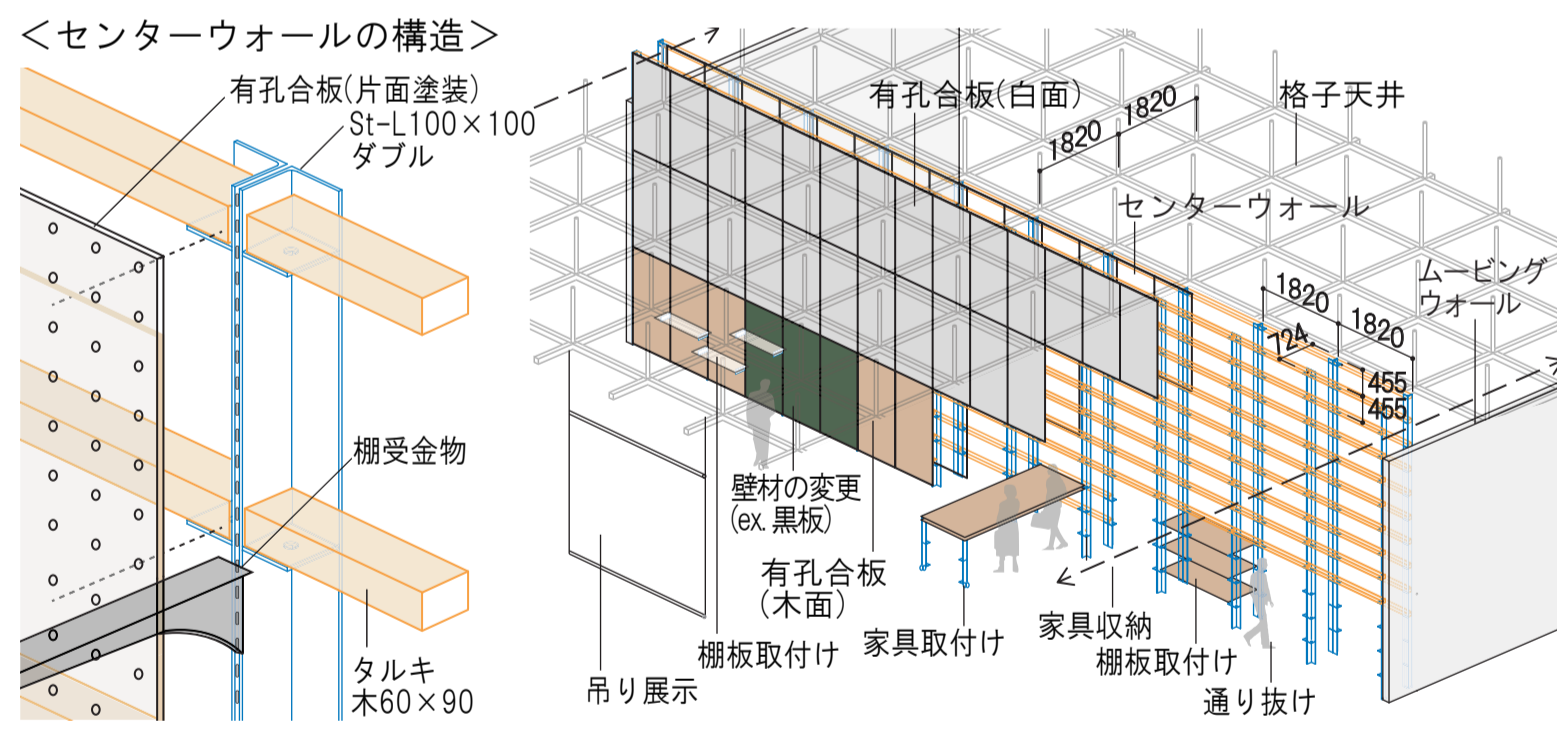 ＜センターウォールの構造＞
有孔合板(片面塗装)
St-L100×100
ダブル
棚受金物
タルキ
木60×90
有孔合板(白面)
1820
1820
格子天井
センターウォール
ムービング
ウォール
1820
1820
724
455
455
壁材の変更
(ex. 黒板)
有孔合板
(木面)
吊り展示
棚板取付け
家具取付け
家具収納
棚板取付け
通り抜け